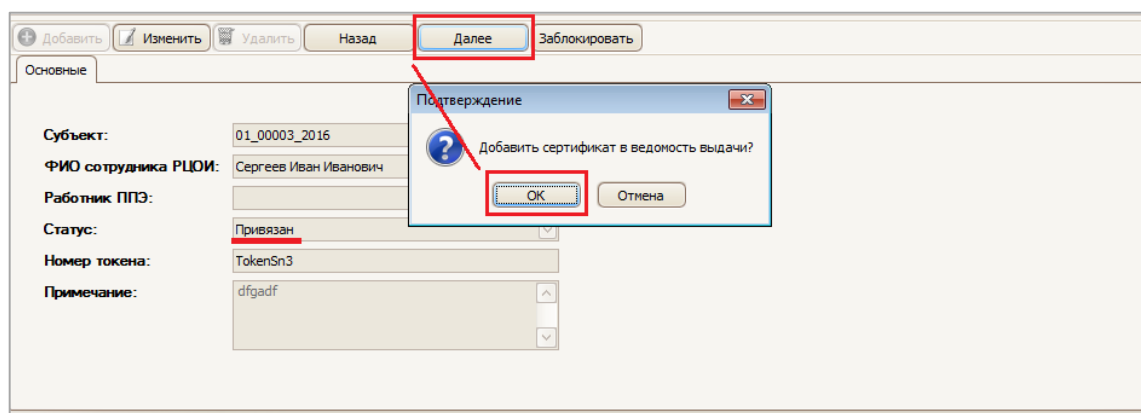 Добавить Изменить Удалить Назад Далее Заблокировать
Основные
Подтверждение
Добавить сертификат в ведомость выдачи?
OK Отмена
Субъект: 01_00003_2016
ФИО сотрудника РЦОИ: Сергеев Иван Иванович
Работник ППЭ:
Статус: Привязан
Номер токена: TokenSn3
Примечание: dfgadf